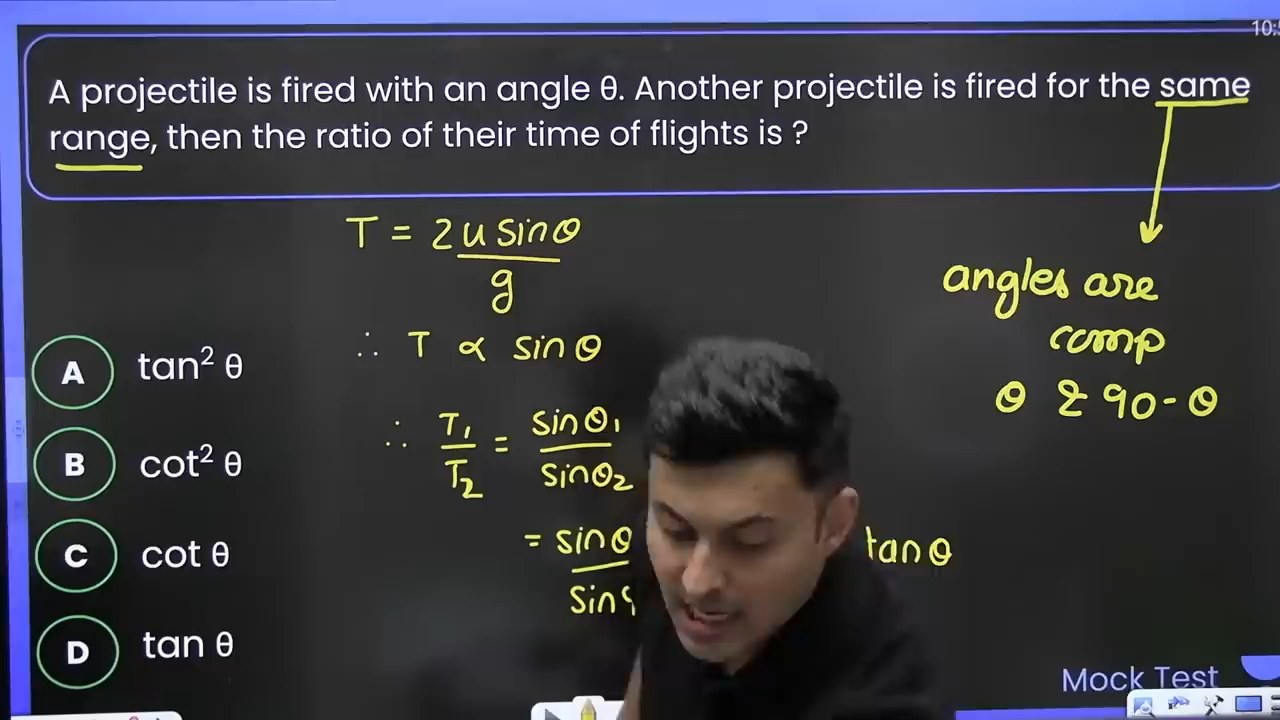 10:
A projectile is fired with an angle θ. Another projectile is fired for the same
range, then the ratio of their time of flights is ?
T = 2u sinθ
g
∴ T ∝ sinθ
∴ T₁ = sinθ₁
T₂ sinθ₂
= sinθ
tanθ
angles are
comp
θ & 90-θ
A tan² θ
B cot² θ
C cot θ
D tan θ
Mock Test